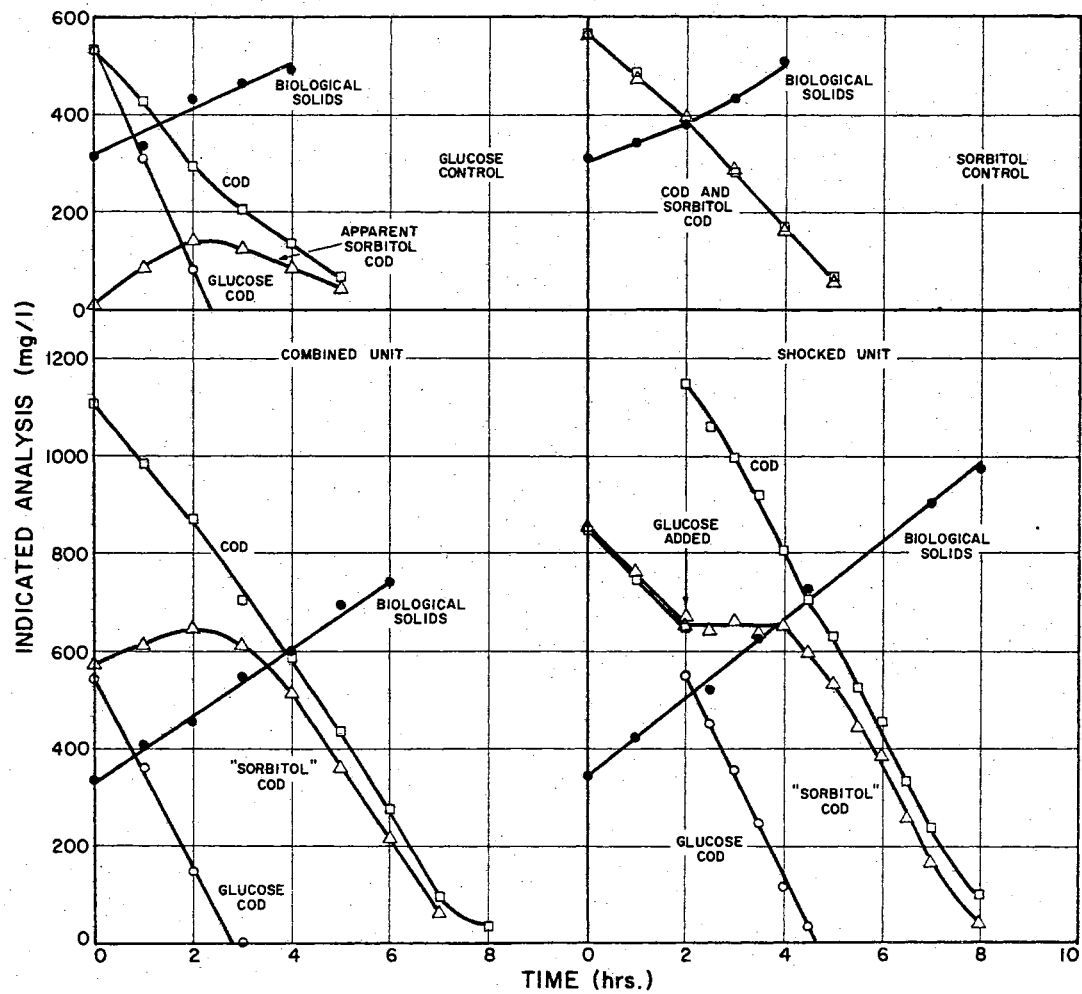 INDICATED ANALYSIS (mg/l)
600
400
200
0
BIOLOGICAL
SOLIDS
GLUCOSE
CONTROL
COD
APPARENT
SORBITOL
COD
GLUCOSE
COD
BIOLOGICAL
SOLIDS
SORBITOL
CONTROL
COD AND
SORBITOL
COD
1200
1000
800
600
400
200
0
COMBINED UNIT
COD
BIOLOGICAL
SOLIDS
"SORBITOL"
COD
GLUCOSE
COD
SHOCKED UNIT
COD
GLUCOSE
ADDED
BIOLOGICAL
SOLIDS
"SORBITOL"
COD
GLUCOSE
COD
0 2 4 6 8 0 2 4 6 8 10
TIME (hrs.)